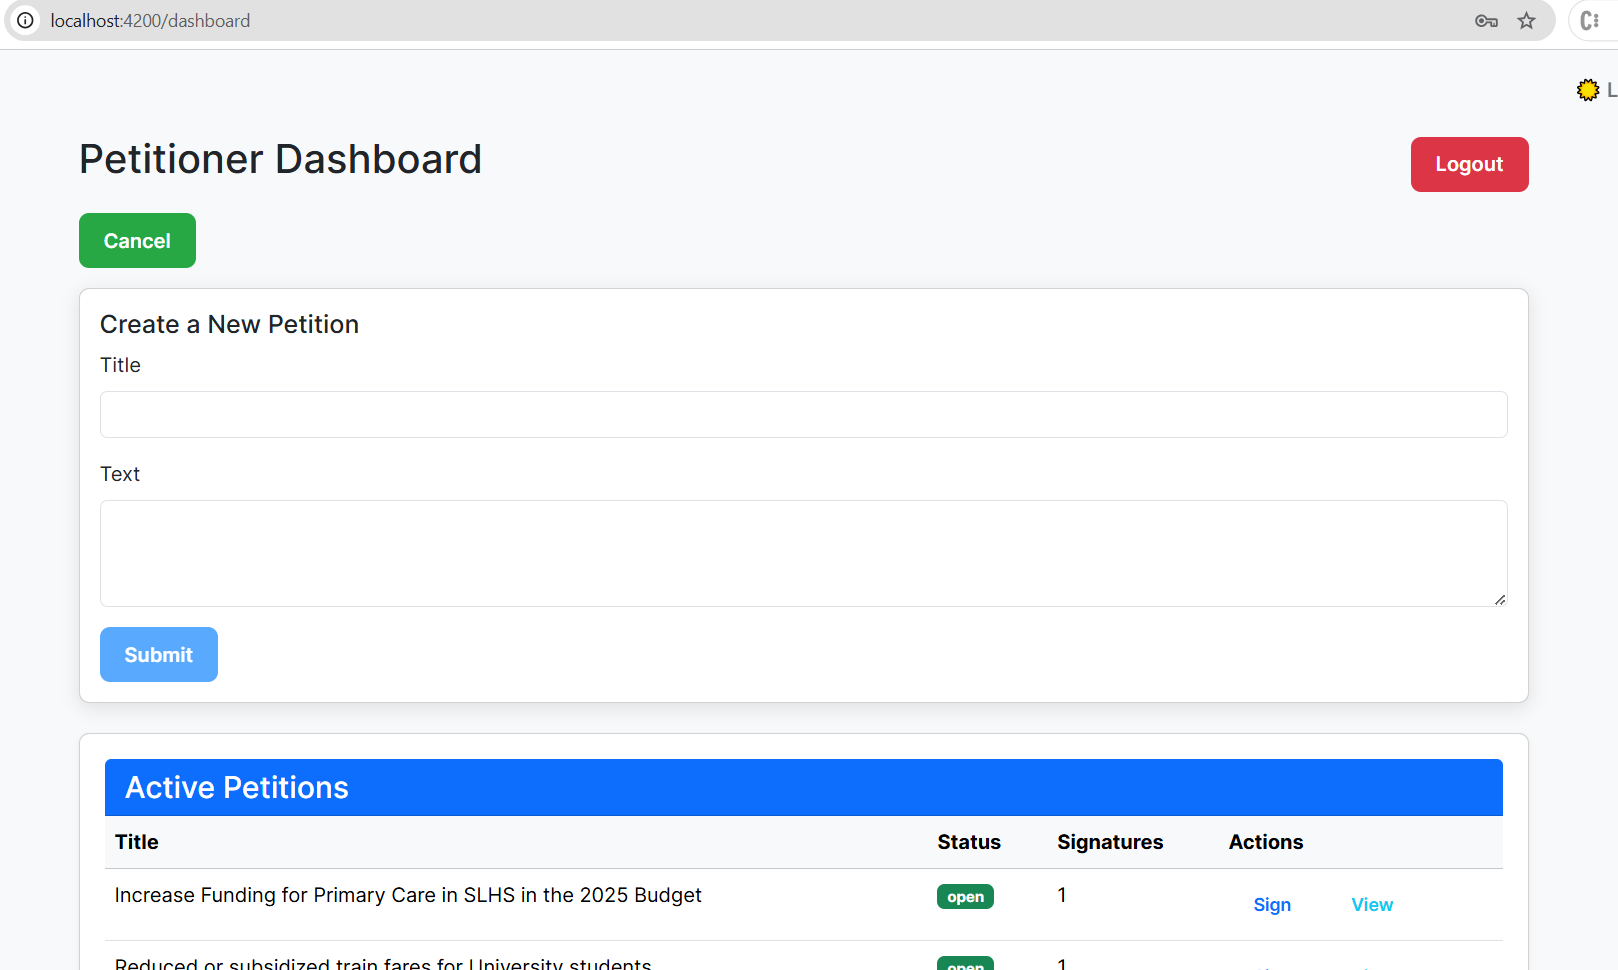 localhost:4200/dashboard
L
Petitioner Dashboard
Logout
Cancel
Create a New Petition
Title
Text
Submit
Active Petitions
Title Status Signatures Actions
Increase Funding for Primary Care in SLHS in the 2025 Budget open 1 Sign View
Reduced or subsidized train fares for University students open 1